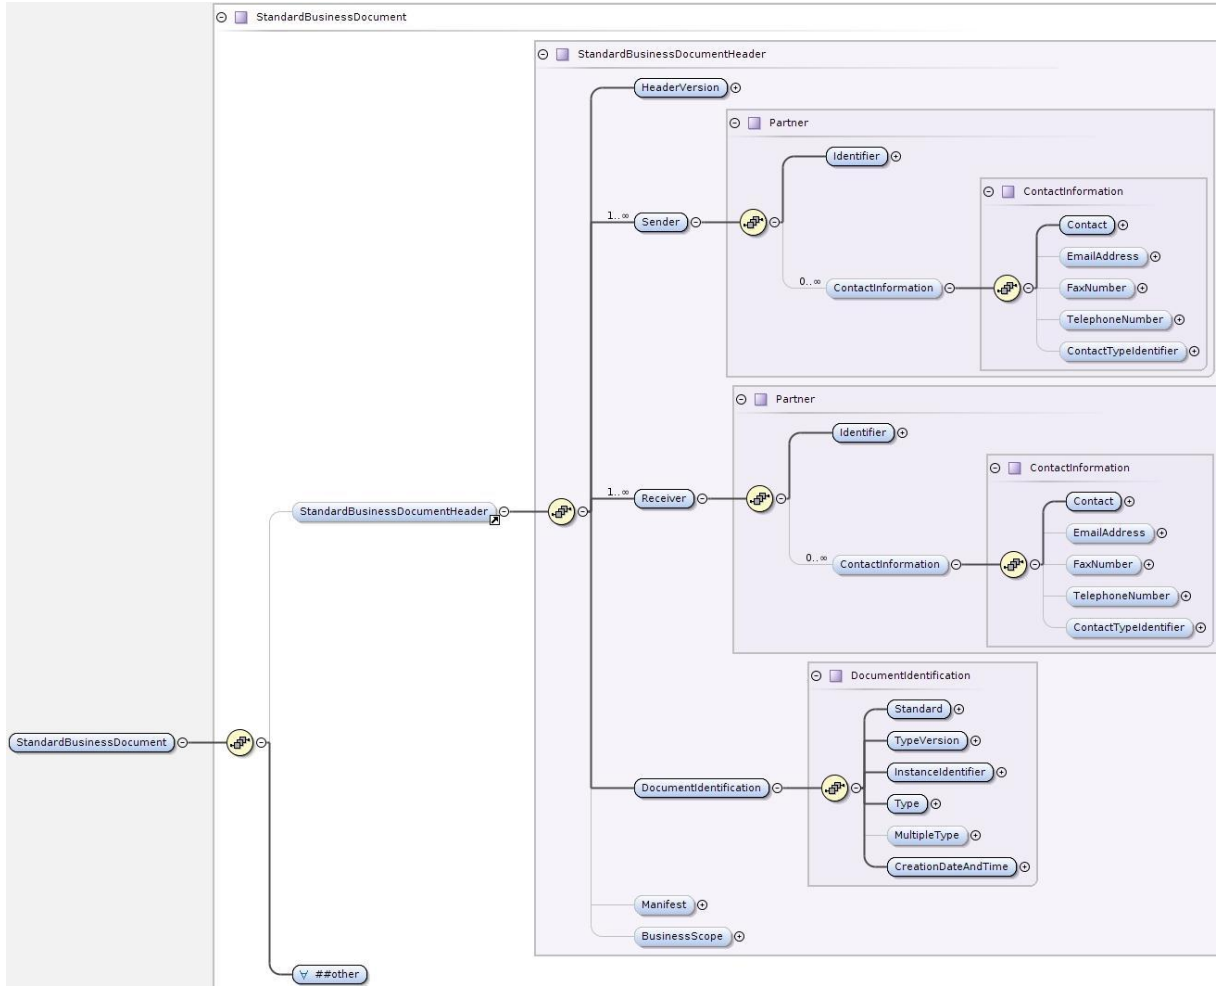 StandardBusinessDocument
StandardBusinessDocumentHeader
HeaderVersion
Partner
Identifier
ContactInformation
Contact
1..∞
Sender
EmailAddress
0..∞
ContactInformation
FaxNumber
TelephoneNumber
ContactTypeIdentifier
Partner
Identifier
ContactInformation
1..∞
Receiver
Contact
StandardBusinessDocumentHeader
EmailAddress
0..∞
ContactInformation
FaxNumber
TelephoneNumber
ContactTypeIdentifier
DocumentIdentification
Standard
StandardBusinessDocument
TypeVersion
InstanceIdentifier
DocumentIdentification
Type
MultipleType
CreationDateAndTime
Manifest
BusinessScope
∀ ##other